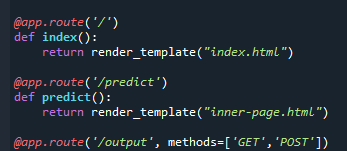 @app.route('/')
def index():
    return render_template("index.html")
@app.route('/predict')
def predict():
    return render_template("inner-page.html")
@app.route('/output', methods=['GET','POST'])